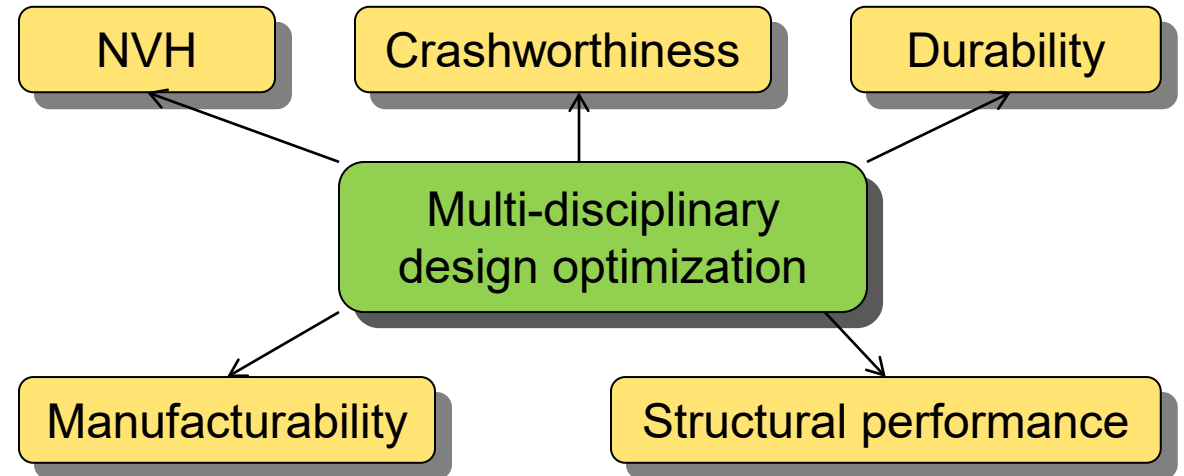 NVH
Crashworthiness
Durability
Multi-disciplinary
design optimization
Manufacturability
Structural performance